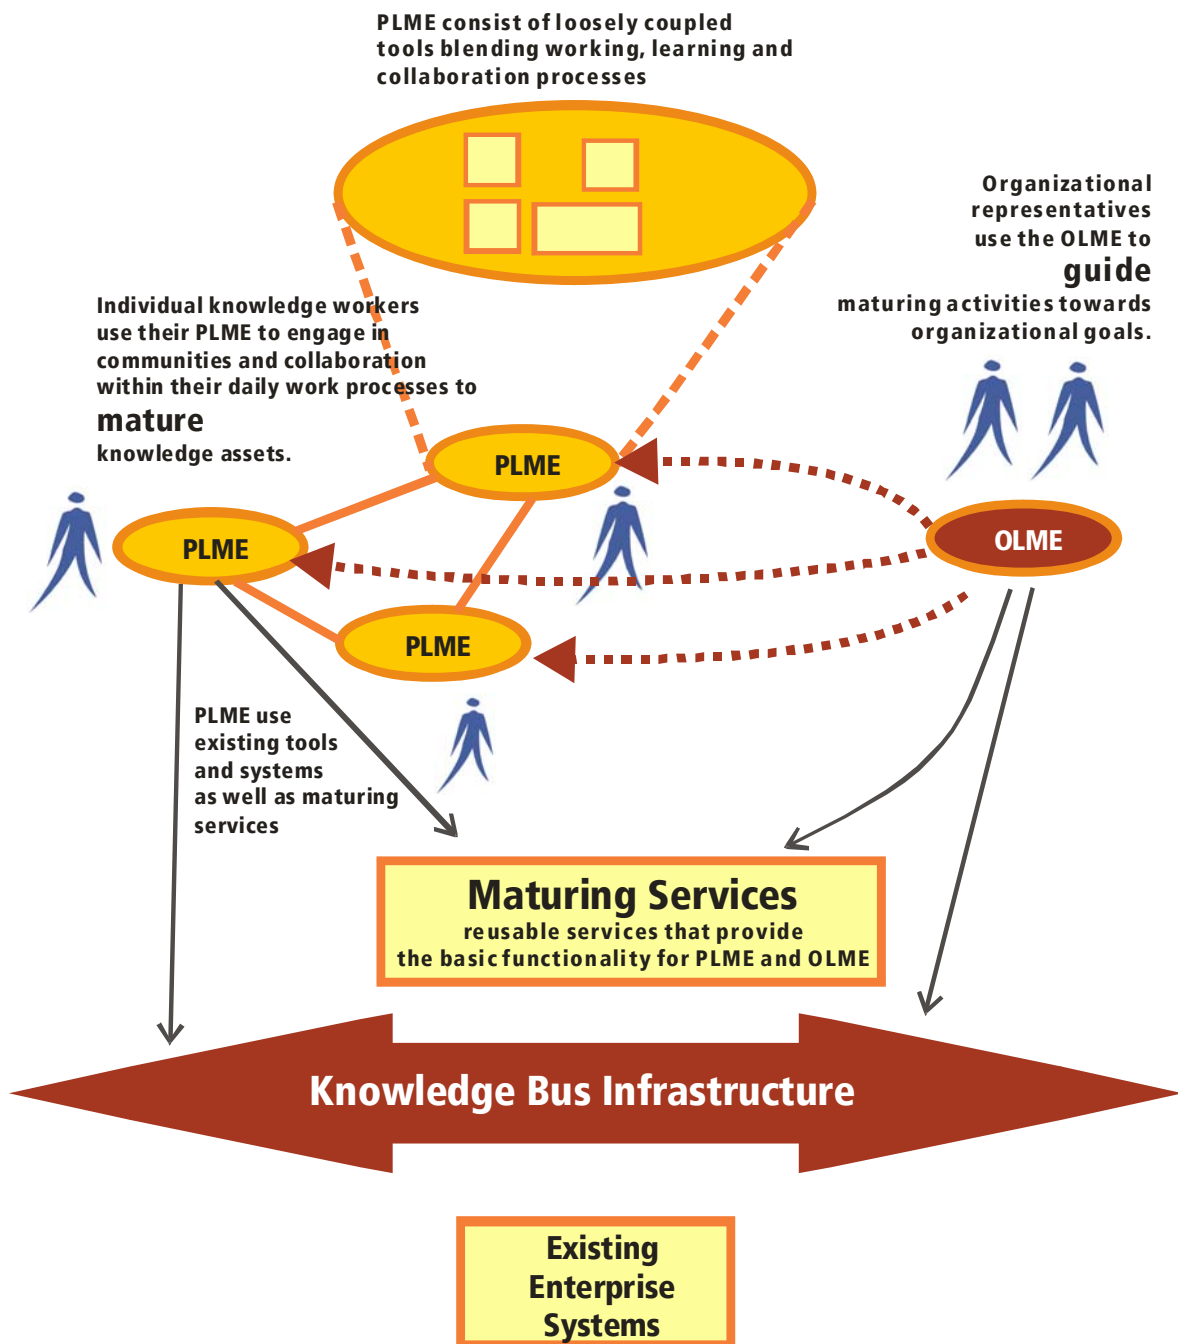 PLME consist of loosely coupled
tools blending working, learning and
collaboration processes
Organizational
representatives
use the OLME to
guide
maturing activities towards
organizational goals.
Individual knowledge workers
use their PLME to engage in
communities and collaboration
within their daily work processes to
mature
knowledge assets.
PLME
PLME
OLME
PLME
PLME use
existing tools
and systems
as well as maturing
services
Maturing Services
reusable services that provide
the basic functionality for PLME and OLME
Knowledge Bus Infrastructure
Existing
Enterprise
Systems